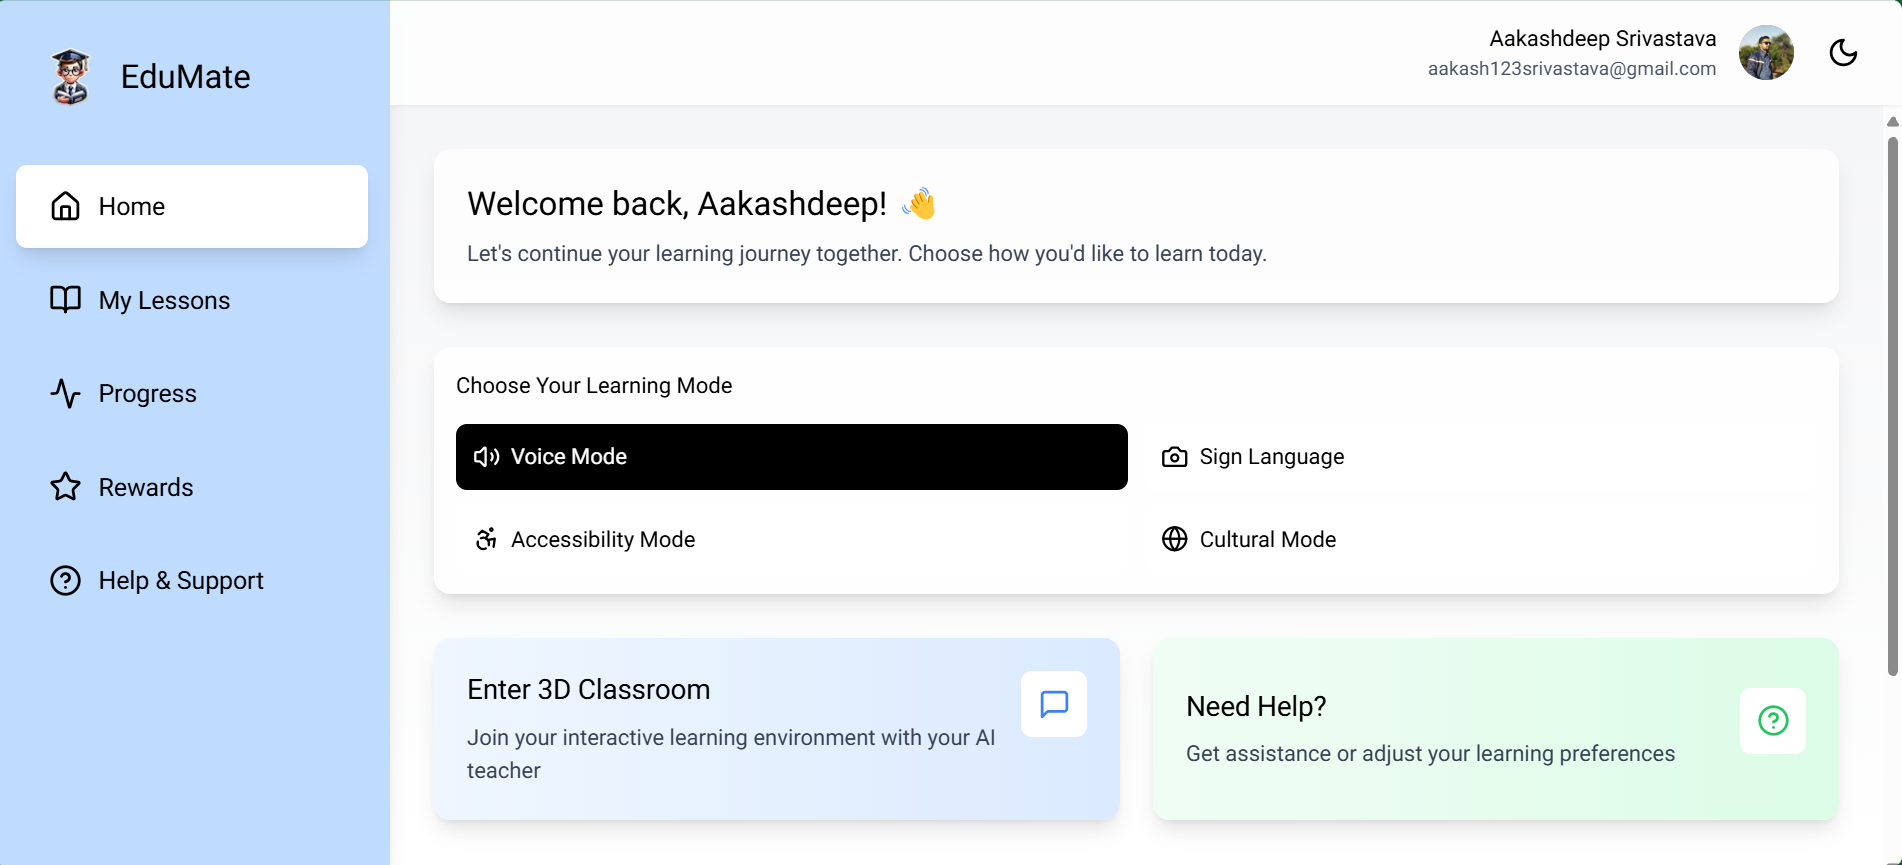 EduMate
Home
My Lessons
Progress
Rewards
Help & Support
Aakashdeep Srivastava
aakash123srivastava@gmail.com
Welcome back, Aakashdeep! 👋
Let's continue your learning journey together. Choose how you'd like to learn today.
Choose Your Learning Mode
Voice Mode
Sign Language
Accessibility Mode
Cultural Mode
Enter 3D Classroom
Join your interactive learning environment with your AI
teacher
Need Help?
Get assistance or adjust your learning preferences